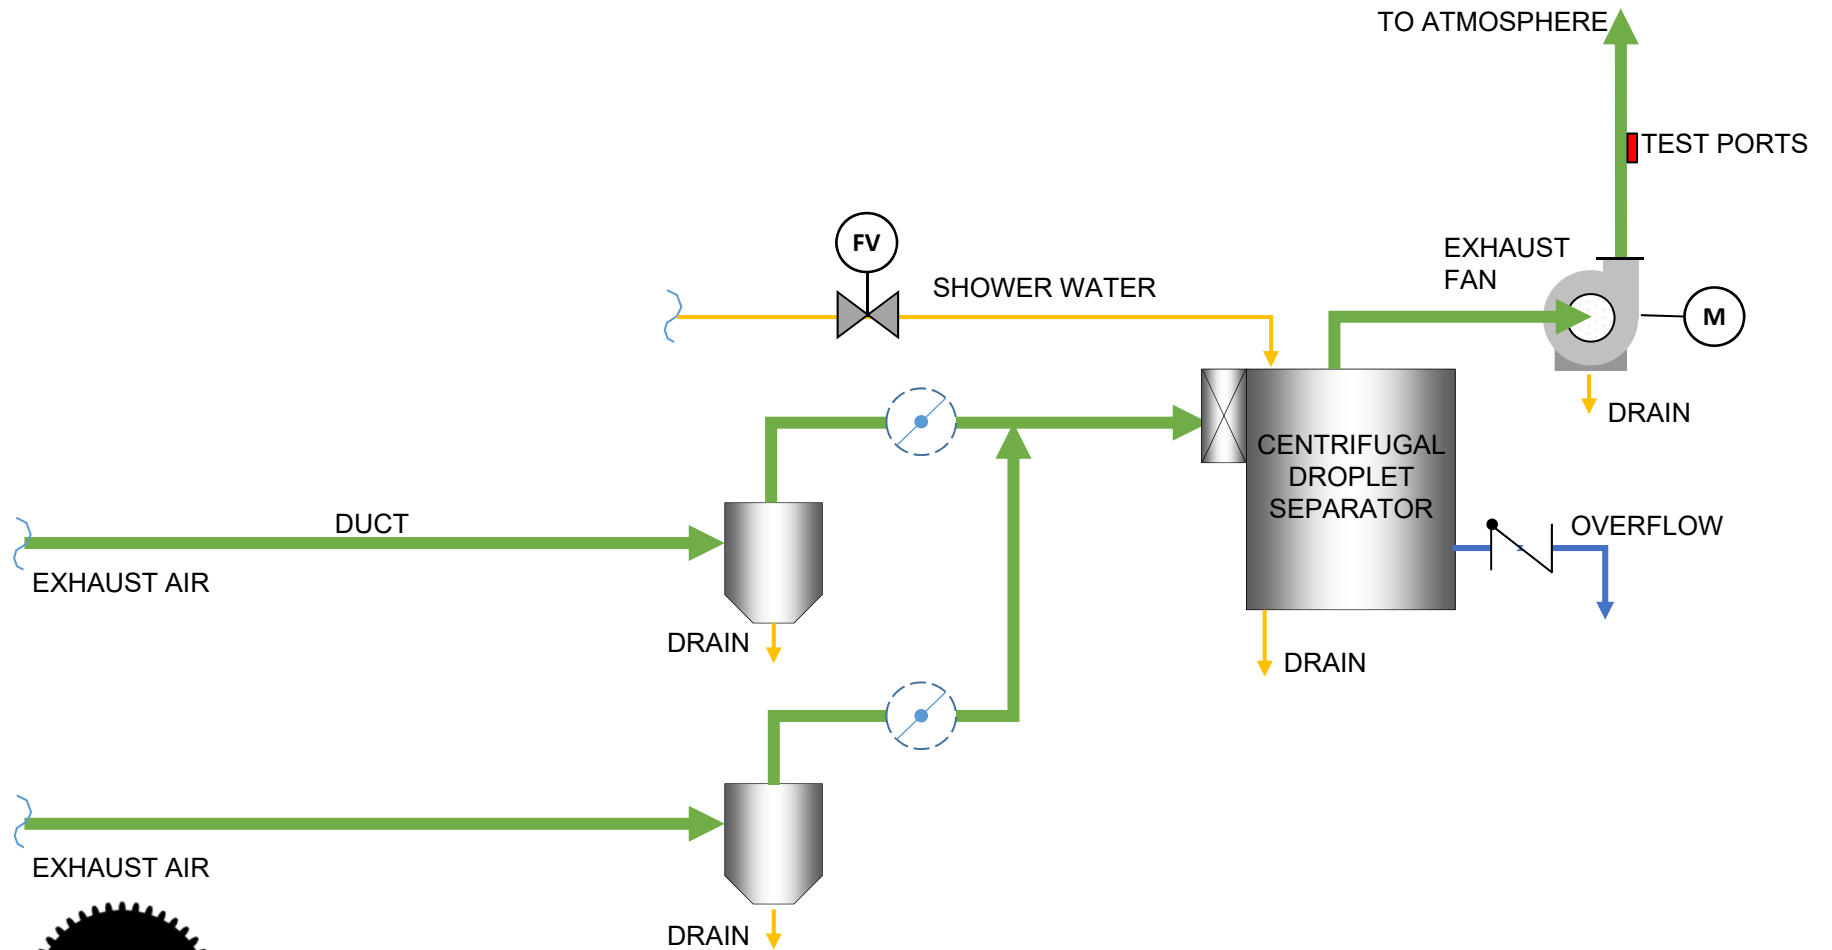 TO ATMOSPHERE
TEST PORTS
FV
EXHAUST
FAN
SHOWER WATER
M
DRAIN
CENTRIFUGAL
DROPLET
SEPARATOR
DUCT
OVERFLOW
EXHAUST AIR
DRAIN
DRAIN
EXHAUST AIR
DRAIN